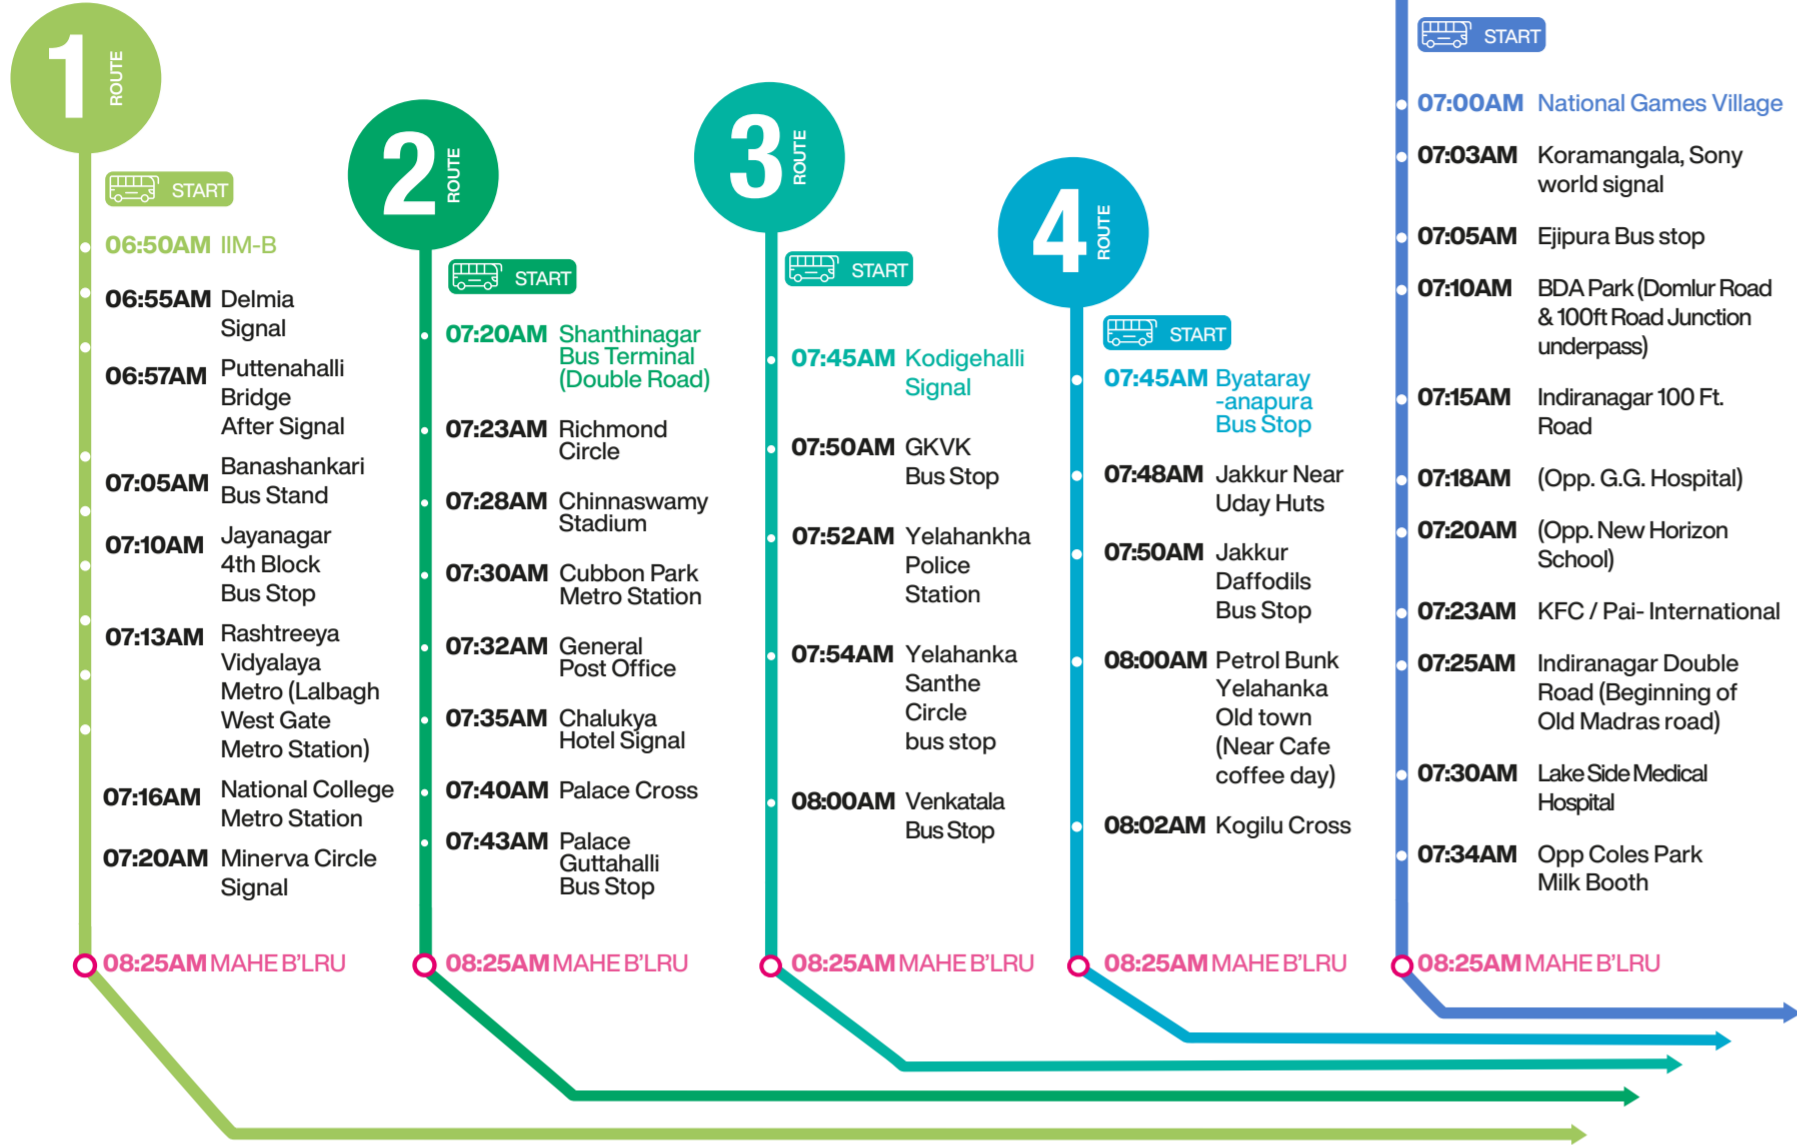 1
ROUTE
START
06:50AM IIM-B
06:55AM Delmia
Signal
06:57AM Puttenahalli
Bridge
After Signal
07:05AM Banashankari
Bus Stand
07:10AM Jayanagar
4th Block
Bus Stop
07:13AM Rashtreeya
Vidyalaya
Metro (Lalbagh
West Gate
Metro Station)
07:16AM National College
Metro Station
07:20AM Minerva Circle
Signal
08:25AM MAHE B'LRU
2
ROUTE
START
07:20AM Shanthinagar
Bus Terminal
(Double Road)
07:23AM Richmond
Circle
07:28AM Chinnaswamy
Stadium
07:30AM Cubbon Park
Metro Station
07:32AM General
Post Office
07:35AM Chalukya
Hotel Signal
07:40AM Palace Cross
07:43AM Palace
Guttahalli
Bus Stop
08:25AM MAHE B'LRU
3
ROUTE
START
07:45AM Kodigehalli
Signal
07:50AM GKVK
Bus Stop
07:52AM Yelahankha
Police
Station
07:54AM Yelahanka
Santhe
Circle
bus stop
08:00AM Venkatala
Bus Stop
08:25AM MAHE B'LRU
4
ROUTE
START
07:45AM Byataray
-anapura
Bus Stop
07:48AM Jakkur Near
Uday Huts
07:50AM Jakkur
Daffodils
Bus Stop
08:00AM Petrol Bunk
Yelahanka
Old town
(Near Cafe
coffee day)
08:02AM Kogilu Cross
08:25AM MAHE B'LRU
START
07:00AM National Games Village
07:03AM Koramangala, Sony
world signal
07:05AM Ejipura Bus stop
07:10AM BDA Park (Domlur Road
& 100ft Road Junction
underpass)
07:15AM Indiranagar 100 Ft.
Road
07:18AM (Opp. G.G. Hospital)
07:20AM (Opp. New Horizon
School)
07:23AM KFC / Pai- International
07:25AM Indiranagar Double
Road (Beginning of
Old Madras road)
07:30AM Lake Side Medical
Hospital
07:34AM Opp Coles Park
Milk Booth
08:25AM MAHE B'LRU